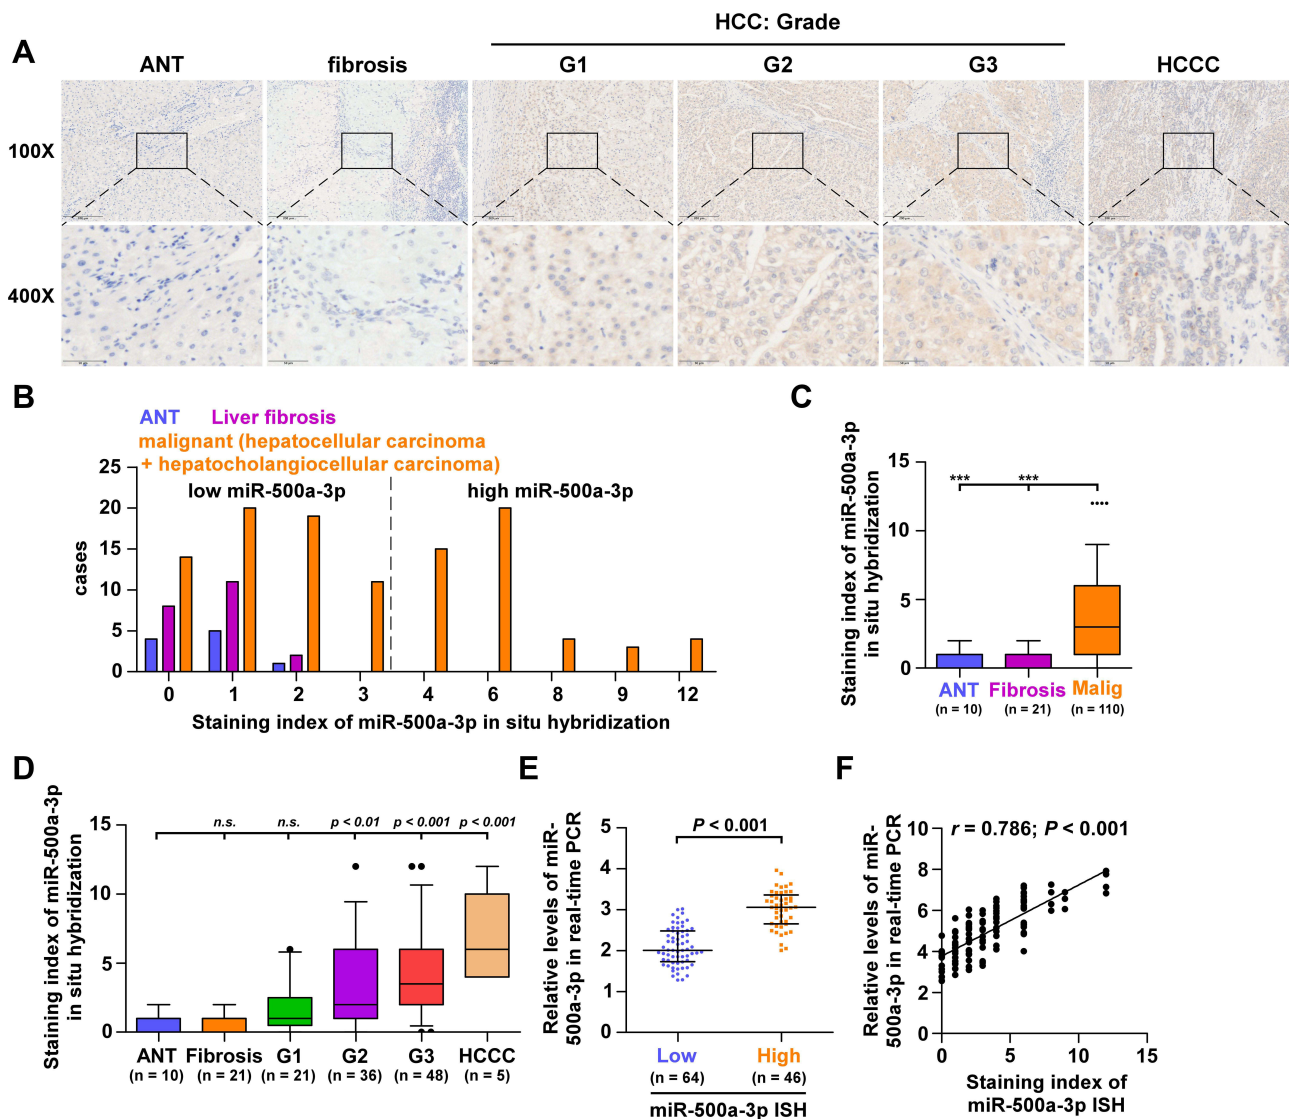 HCC: Grade
A
ANT fibrosis G1 G2 G3 HCCC
100X
400X
B
ANT Liver fibrosis
malignant (hepatocellular carcinoma
+ hepatocholangiocellular carcinoma)
low miR-500a-3p high miR-500a-3p
cases
25
20
15
10
5
0
0 1 2 3 4 6 8 9 12
Staining index of miR-500a-3p in situ hybridization
C
Staining index of miR-500a-3p
in situ hybridization
15
10
5
0
*** ***
ANT Fibrosis Malig
(n = 10) (n = 21) (n = 110)
D
Staining index of miR-500a-3p
in situ hybridization
15
10
5
0
n.s. n.s. p < 0.01 p < 0.001 p < 0.001
ANT Fibrosis G1 G2 G3 HCCC
(n = 10) (n = 21) (n = 21) (n = 36) (n = 48) (n = 5)
E
Relative levels of miR-
500a-3p in real-time PCR
5
4
3
2
1
0
P < 0.001
Low High
(n = 64) (n = 46)
miR-500a-3p ISH
F
Relative levels of miR-
500a-3p in real-time PCR
10
8
6
4
2
0
r = 0.786; P < 0.001
0 5 10 15
Staining index of
miR-500a-3p ISH